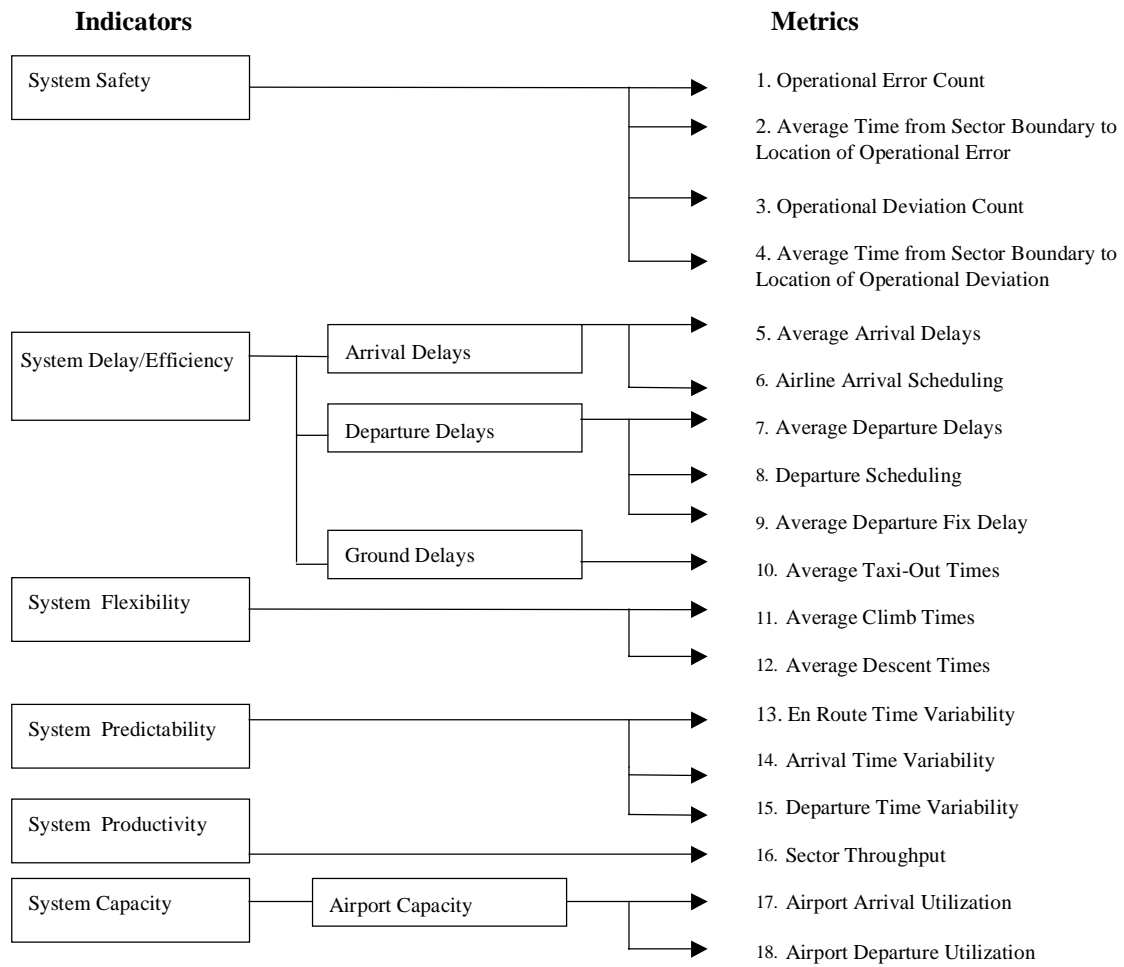 Indicators
Metrics
System Safety
1. Operational Error Count
2. Average Time from Sector Boundary to
Location of Operational Error
3. Operational Deviation Count
4. Average Time from Sector Boundary to
Location of Operational Deviation
System Delay/Efficiency
Arrival Delays
5. Average Arrival Delays
6. Airline Arrival Scheduling
Departure Delays
7. Average Departure Delays
8. Departure Scheduling
9. Average Departure Fix Delay
Ground Delays
10. Average Taxi-Out Times
System Flexibility
11. Average Climb Times
12. Average Descent Times
System Predictability
13. En Route Time Variability
14. Arrival Time Variability
15. Departure Time Variability
System Productivity
16. Sector Throughput
System Capacity
Airport Capacity
17. Airport Arrival Utilization
18. Airport Departure Utilization